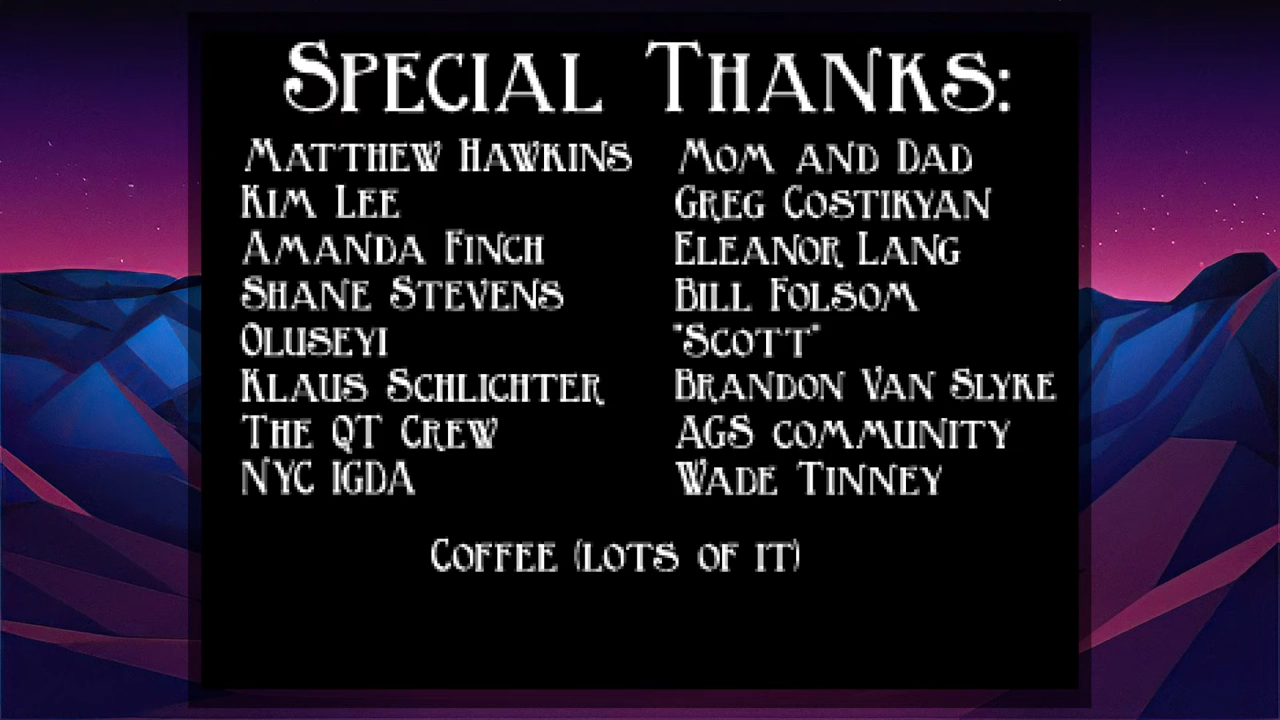 Special Thanks:
Matthew Hawkins
Kim Lee
Amanda Finch
Shane Stevens
Oluseyi
Klaus Schlichter
The QT Crew
NYC IGDA
Mom and Dad
Greg Costikyan
Eleanor Lang
Bill Folsom
"Scott"
Brandon Van Slyke
AGS community
Wade Tinney
Coffee (lots of it)